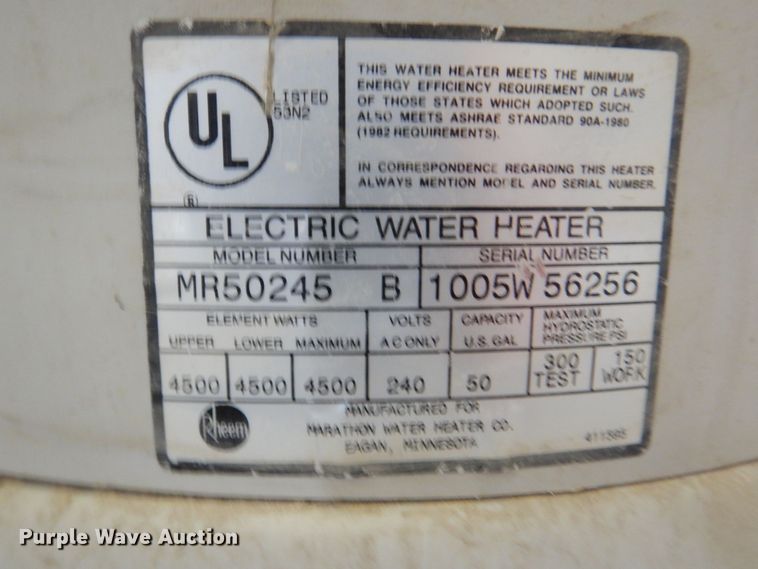 UL
LISTED
53N2
®
THIS WATER HEATER MEETS THE MINIMUM
ENERGY EFFICIENCY REQUIREMENT OR LAWS
OF THOSE STATES WHICH ADOPTED SUCH.
ALSO MEETS ASHRAE STANDARD 90A-1980
(1982 REQUIREMENTS).
IN CORRESPONDENCE REGARDING THIS HEATER
ALWAYS MENTION MODEL AND SERIAL NUMBER.
ELECTRIC WATER HEATER
MODEL NUMBER SERIAL NUMBER
MR50245 B 1005W 56256
ELEMENT WATTS VOLTS CAPACITY MAXIMUM
HYDROSTATIC
UPPER LOWER MAXIMUM AC ONLY U.S. GAL PRESSURE PSI
4500 4500 4500 240 50 300 150
TEST WORK
Rheem
MANUFACTURED FOR
MARATHON WATER HEATER CO.
EAGAN, MINNESOTA
Purple Wave Auction